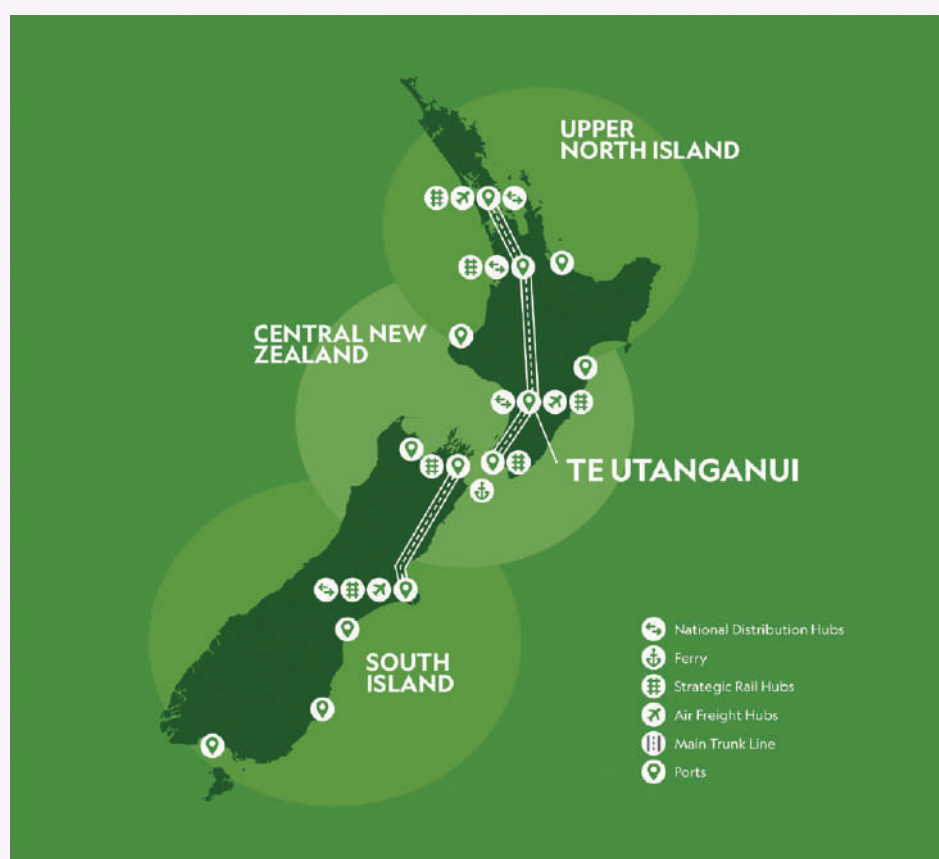 UPPER
NORTH ISLAND
CENTRAL NEW
ZEALAND
TE UTANGANUI
SOUTH
ISLAND
National Distribution Hubs
Ferry
Strategic Rail Hubs
Air Freight Hubs
Main Trunk Line
Ports